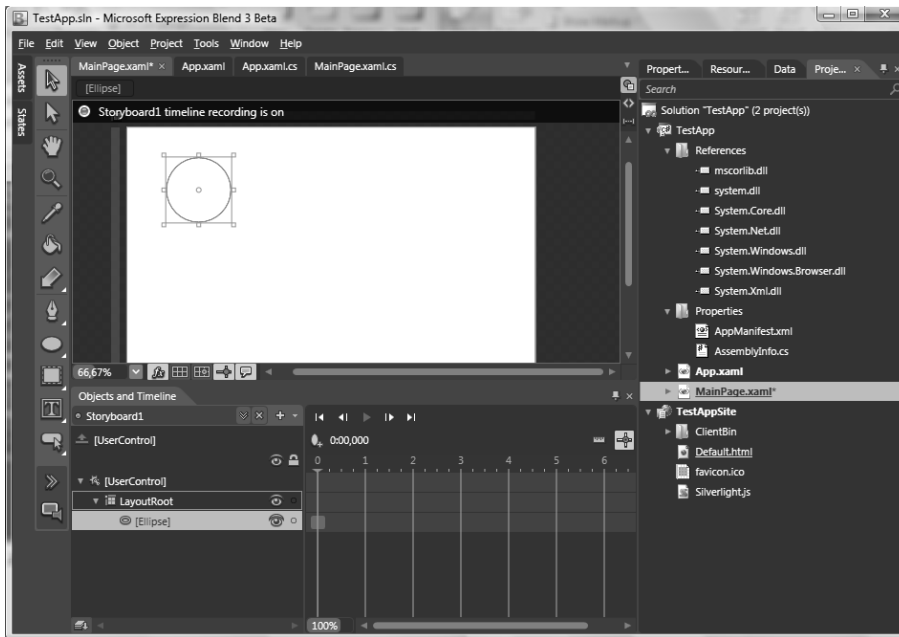 TestApp.sln - Microsoft Expression Blend 3 Beta
File Edit View Object Project Tools Window Help
Assets
States
MainPage.xaml* × App.xaml App.xaml.cs MainPage.xaml.cs
[Ellipse]
Storyboard1 timeline recording is on
66,67%
Objects and Timeline
Storyboard1
[UserControl]
0:00,000
0 1 2 3 4 5 6
[UserControl]
LayoutRoot
[Ellipse]
100%
Propert... Resour... Data Proje... ×
Search
Solution "TestApp" (2 project(s))
TestApp
References
mscorlib.dll
system.dll
System.Core.dll
System.Net.dll
System.Windows.dll
System.Windows.Browser.dll
System.Xml.dll
Properties
AppManifest.xml
AssemblyInfo.cs
App.xaml
MainPage.xaml*
TestAppSite
ClientBin
Default.html
favicon.ico
Silverlight.js